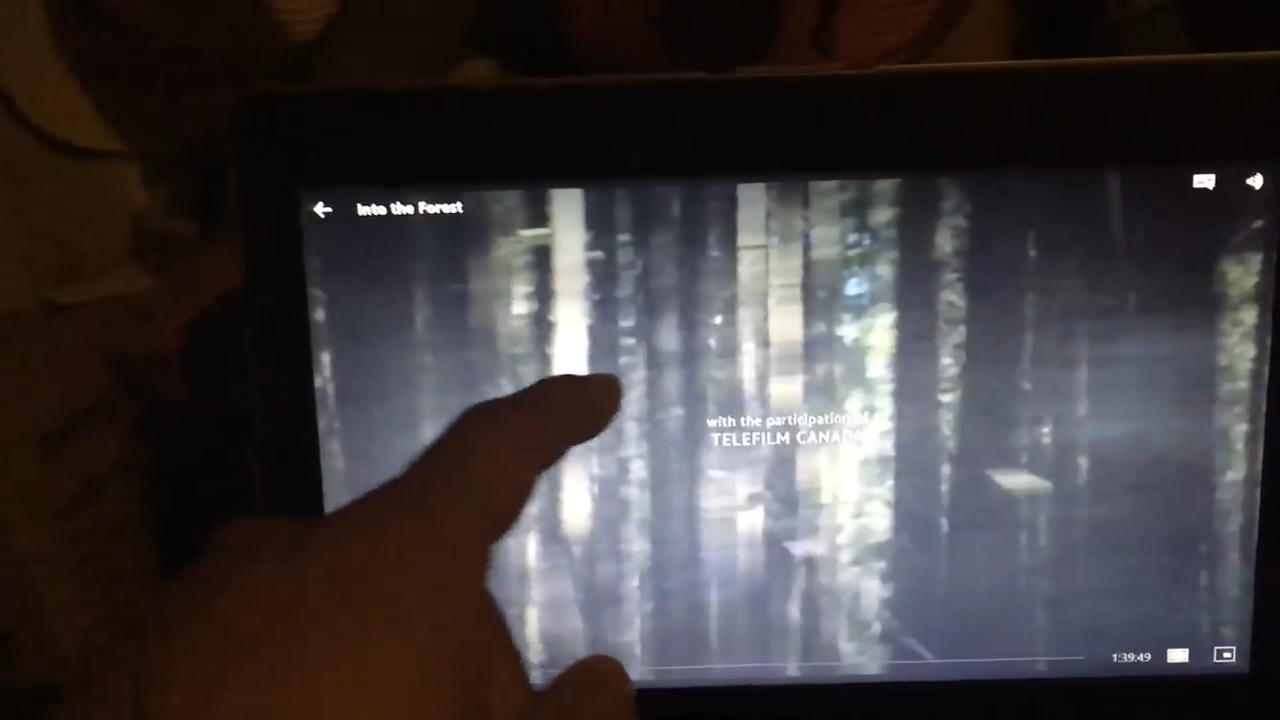 Into the Forest
with the participation of
TELEFILM CANADA
1:39:49